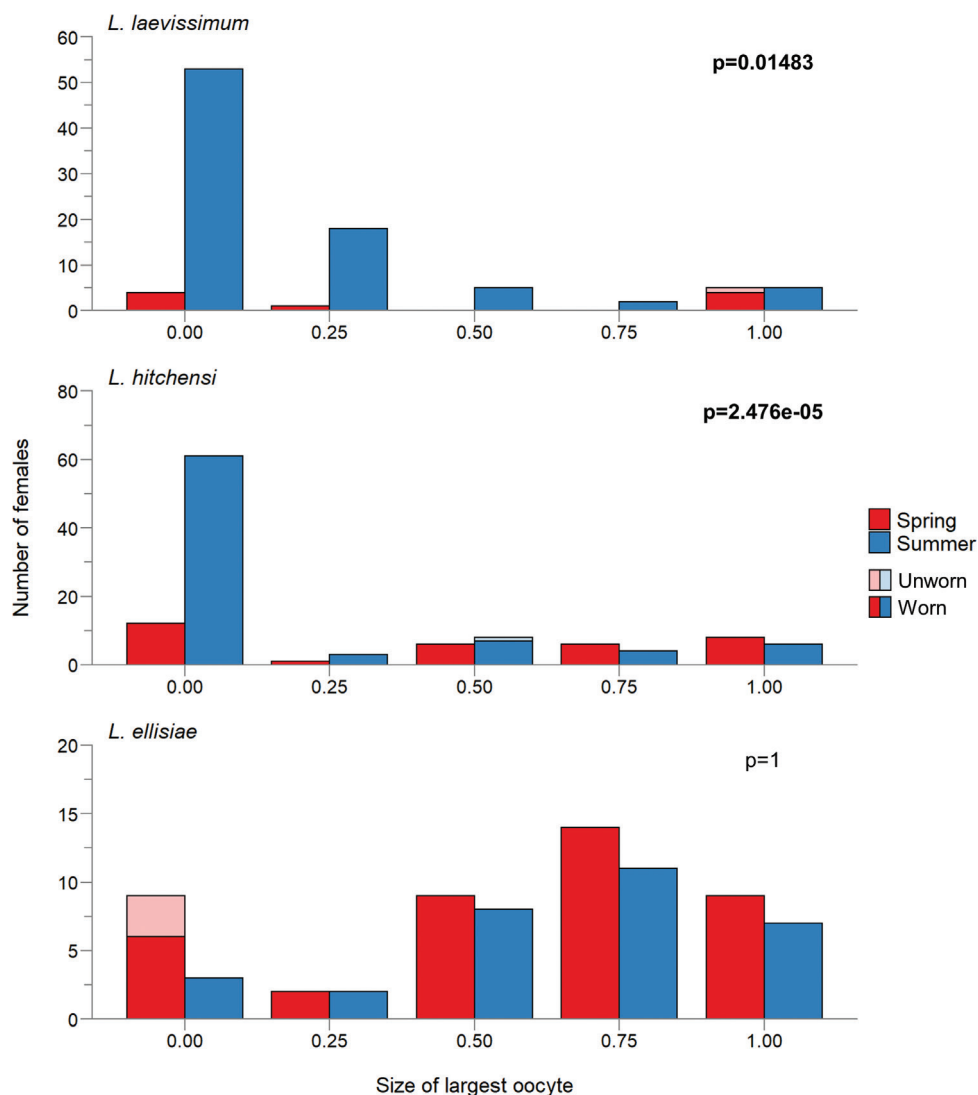 L. laevissimum
p=0.01483
60
50
40
30
20
10
0
0.00 0.25 0.50 0.75 1.00
L. hitchensi
p=2.476e-05
80
60
40
20
0
0.00 0.25 0.50 0.75 1.00
Number of females
Spring
Summer
Unworn
Worn
L. ellisiae
p=1
20
15
10
5
0
0.00 0.25 0.50 0.75 1.00
Size of largest oocyte